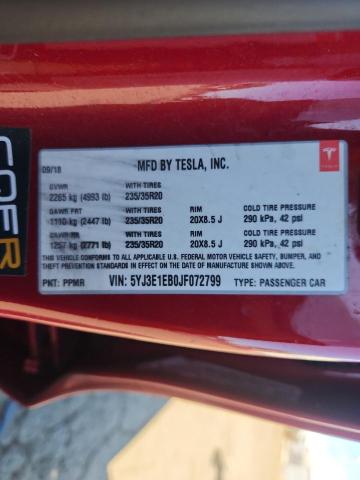 COER
09/18
MFD BY TESLA, INC.
TESLA
GVWR WITH TIRES
2265 kg (4993 lb) 235/35R20
GAWR FRT WITH TIRES RIM COLD TIRE PRESSURE
1110 kg (2447 lb) 235/35R20 20X8.5 J 290 kPa, 42 psi
GAWR RR WITH TIRES RIM COLD TIRE PRESSURE
1257 kg (2771 lb) 235/35R20 20X8.5 J 290 kPa, 42 psi
THIS VEHICLE CONFORMS TO ALL APPLICABLE U.S. FEDERAL MOTOR VEHICLE SAFETY, BUMPER,
AND THEFT PREVENTION STANDARDS IN EFFECT ON THE DATE OF MANUFACTURE SHOWN ABOVE.
PNT: PPMR VIN: 5YJ3E1EB0JF072799 TYPE: PASSENGER CAR